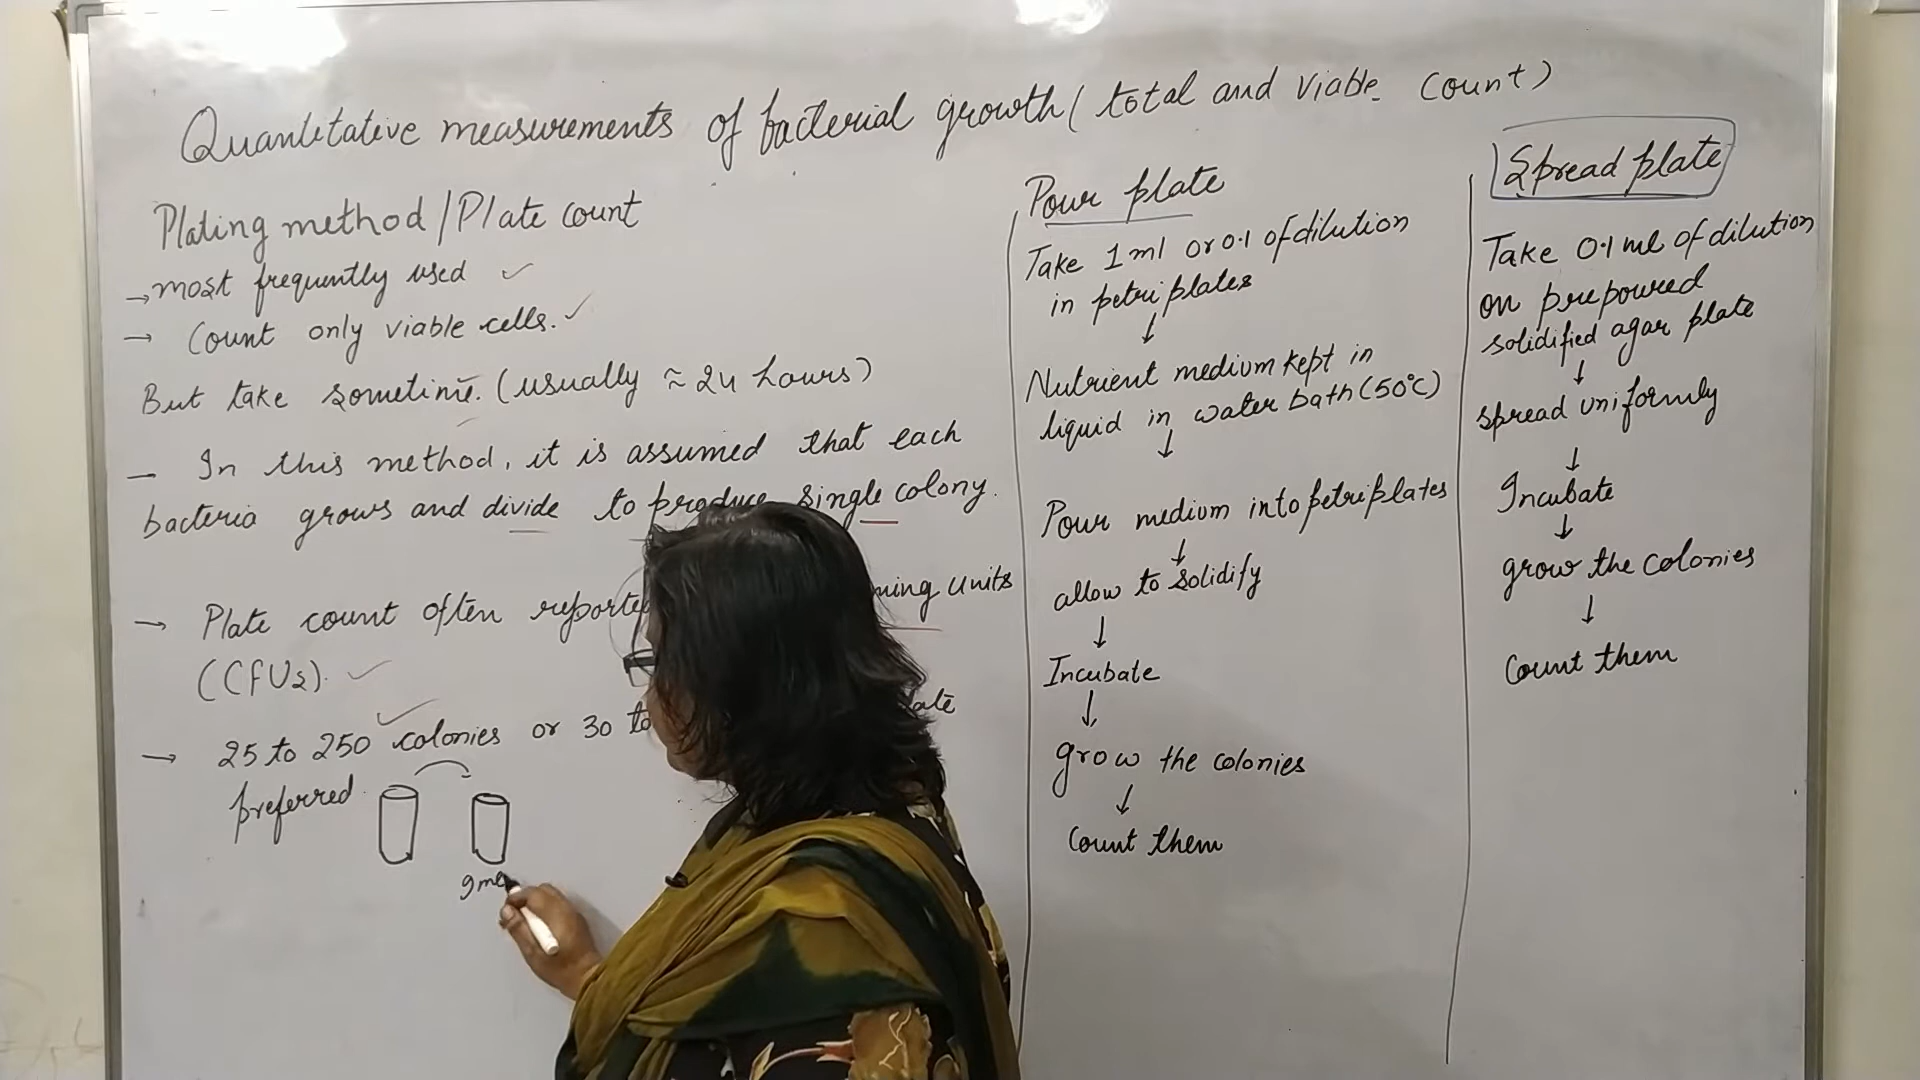 Quantitative measurements of bacterial growth (total and viable count)
Plating method / Plate count
→ most frequently used ✓
→ Count only viable cells. ✓
But take sometime. (usually ≈ 24 hours)
– In this method, it is assumed that each
bacteria grows and divide to produce single colony.
→ Plate count often reporte ming units
(CFUs). ✓
→ 25 to 250 colonies or 30 to ate
preferred.
9ml
Pour plate
Take 1 ml or 0.1 of dilution
in petriplates
↓
Nutrient medium kept in
liquid in water bath (50°C)
↓
Pour medium into petriplates
↓
allow to solidify
↓
Incubate
↓
grow the colonies
↓
Count them
Spread plate
Take 0.1 ml of dilution
on prepoured
solidified agar plate
↓
spread uniformly
↓
Incubate
↓
grow the colonies
↓
Count them